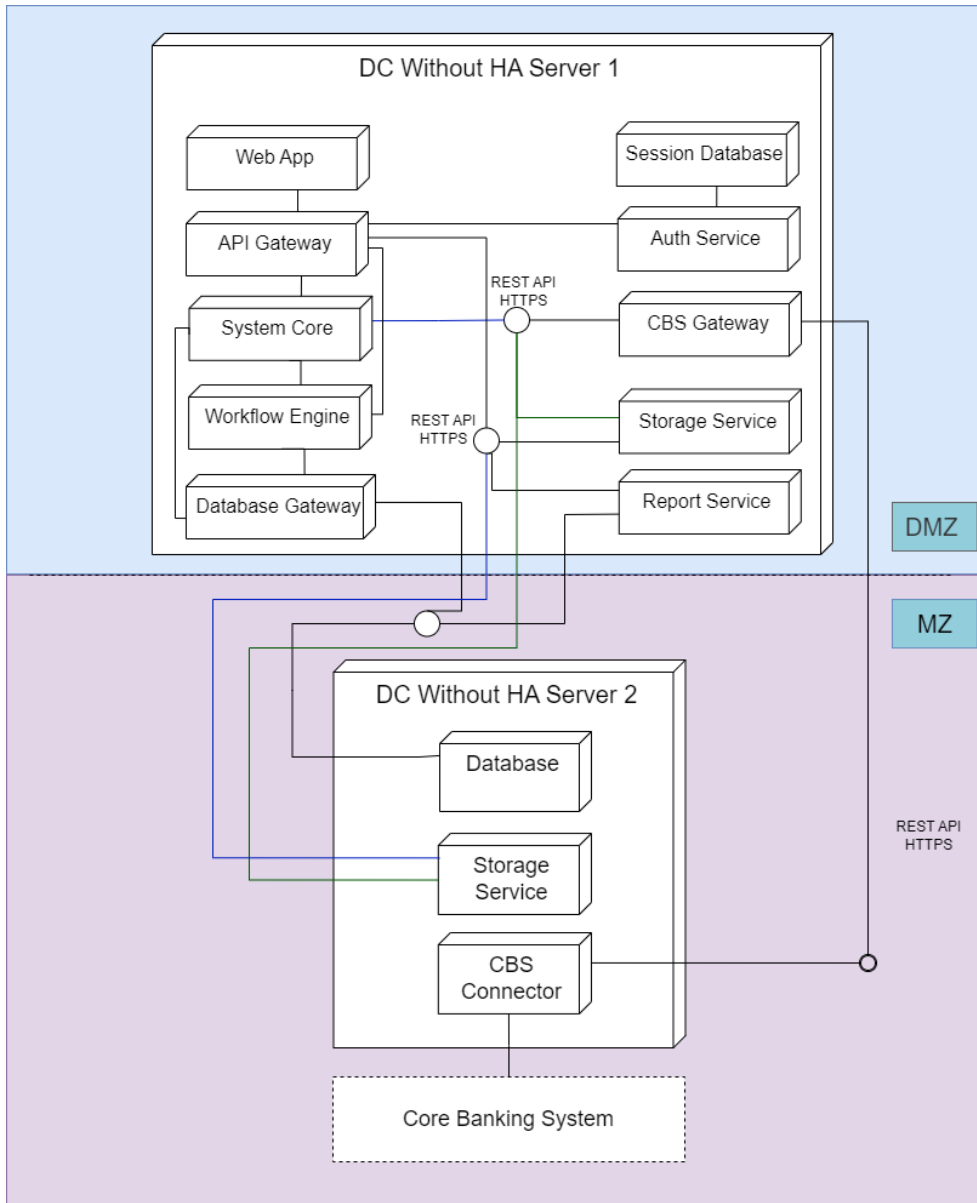 DC Without HA Server 1
Web App
Session Database
API Gateway
Auth Service
REST API
HTTPS
System Core
CBS Gateway
Workflow Engine
REST API
HTTPS
Storage Service
Database Gateway
Report Service
DMZ
MZ
DC Without HA Server 2
Database
REST API
HTTPS
Storage
Service
CBS
Connector
Core Banking System